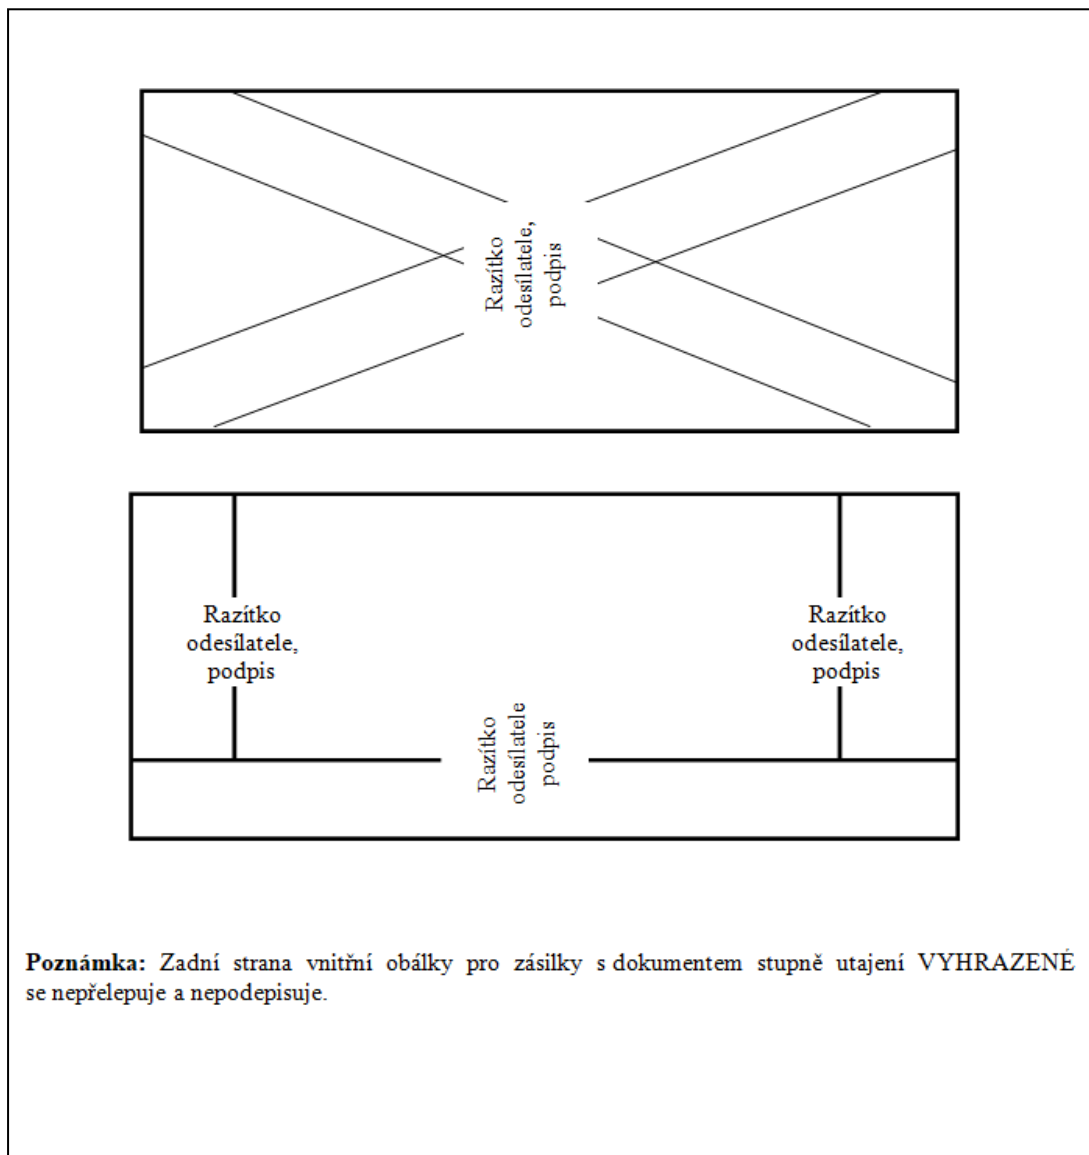 Razítko
odesílatele,
podpis
Razítko
odesílatele,
podpis
Razítko
odesílatele,
podpis
Razítko
odesílatele
podpis
Poznámka: Zadní strana vnitřní obálky pro zásilky s dokumentem stupně utajení VYHRAZENÉ
se nepřelepuje a nepodepisuje.